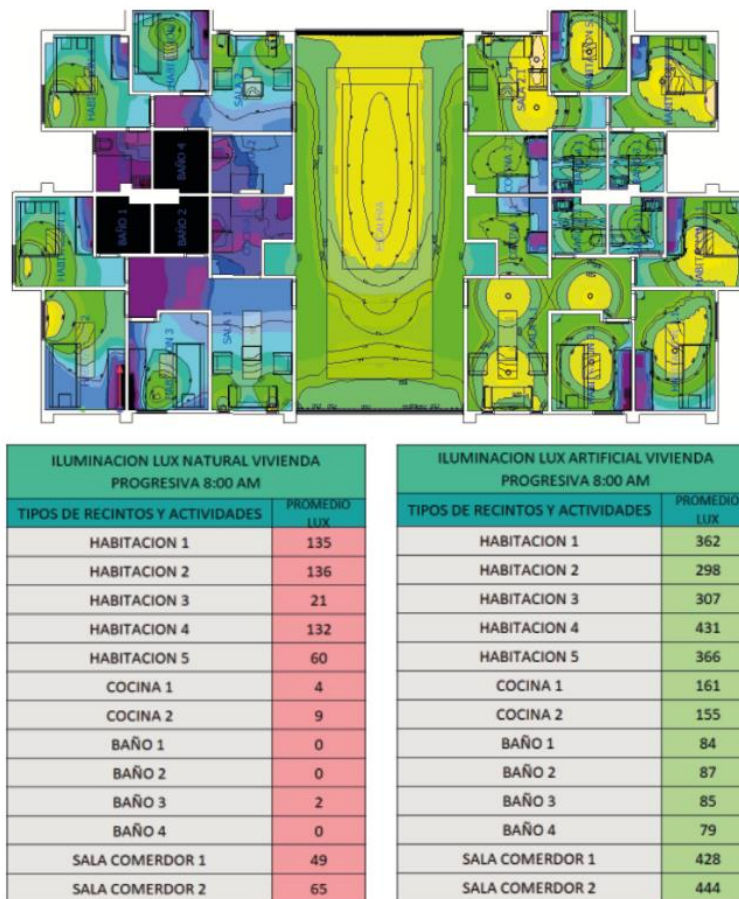 SALA 2
BAÑO 4
BAÑO 1
BAÑO 2
SALA 1
ILUMINACION LUX NATURAL VIVIENDA
PROGRESIVA 8:00 AM
TIPOS DE RECINTOS Y ACTIVIDADES PROMEDIO LUX
HABITACION 1 135
HABITACION 2 136
HABITACION 3 21
HABITACION 4 132
HABITACION 5 60
COCINA 1 4
COCINA 2 9
BAÑO 1 0
BAÑO 2 0
BAÑO 3 2
BAÑO 4 0
SALA COMERDOR 1 49
SALA COMERDOR 2 65
ILUMINACION LUX ARTIFICIAL VIVIENDA
PROGRESIVA 8:00 AM
TIPOS DE RECINTOS Y ACTIVIDADES PROMEDIO LUX
HABITACION 1 362
HABITACION 2 298
HABITACION 3 307
HABITACION 4 431
HABITACION 5 366
COCINA 1 161
COCINA 2 155
BAÑO 1 84
BAÑO 2 87
BAÑO 3 85
BAÑO 4 79
SALA COMERDOR 1 428
SALA COMERDOR 2 444